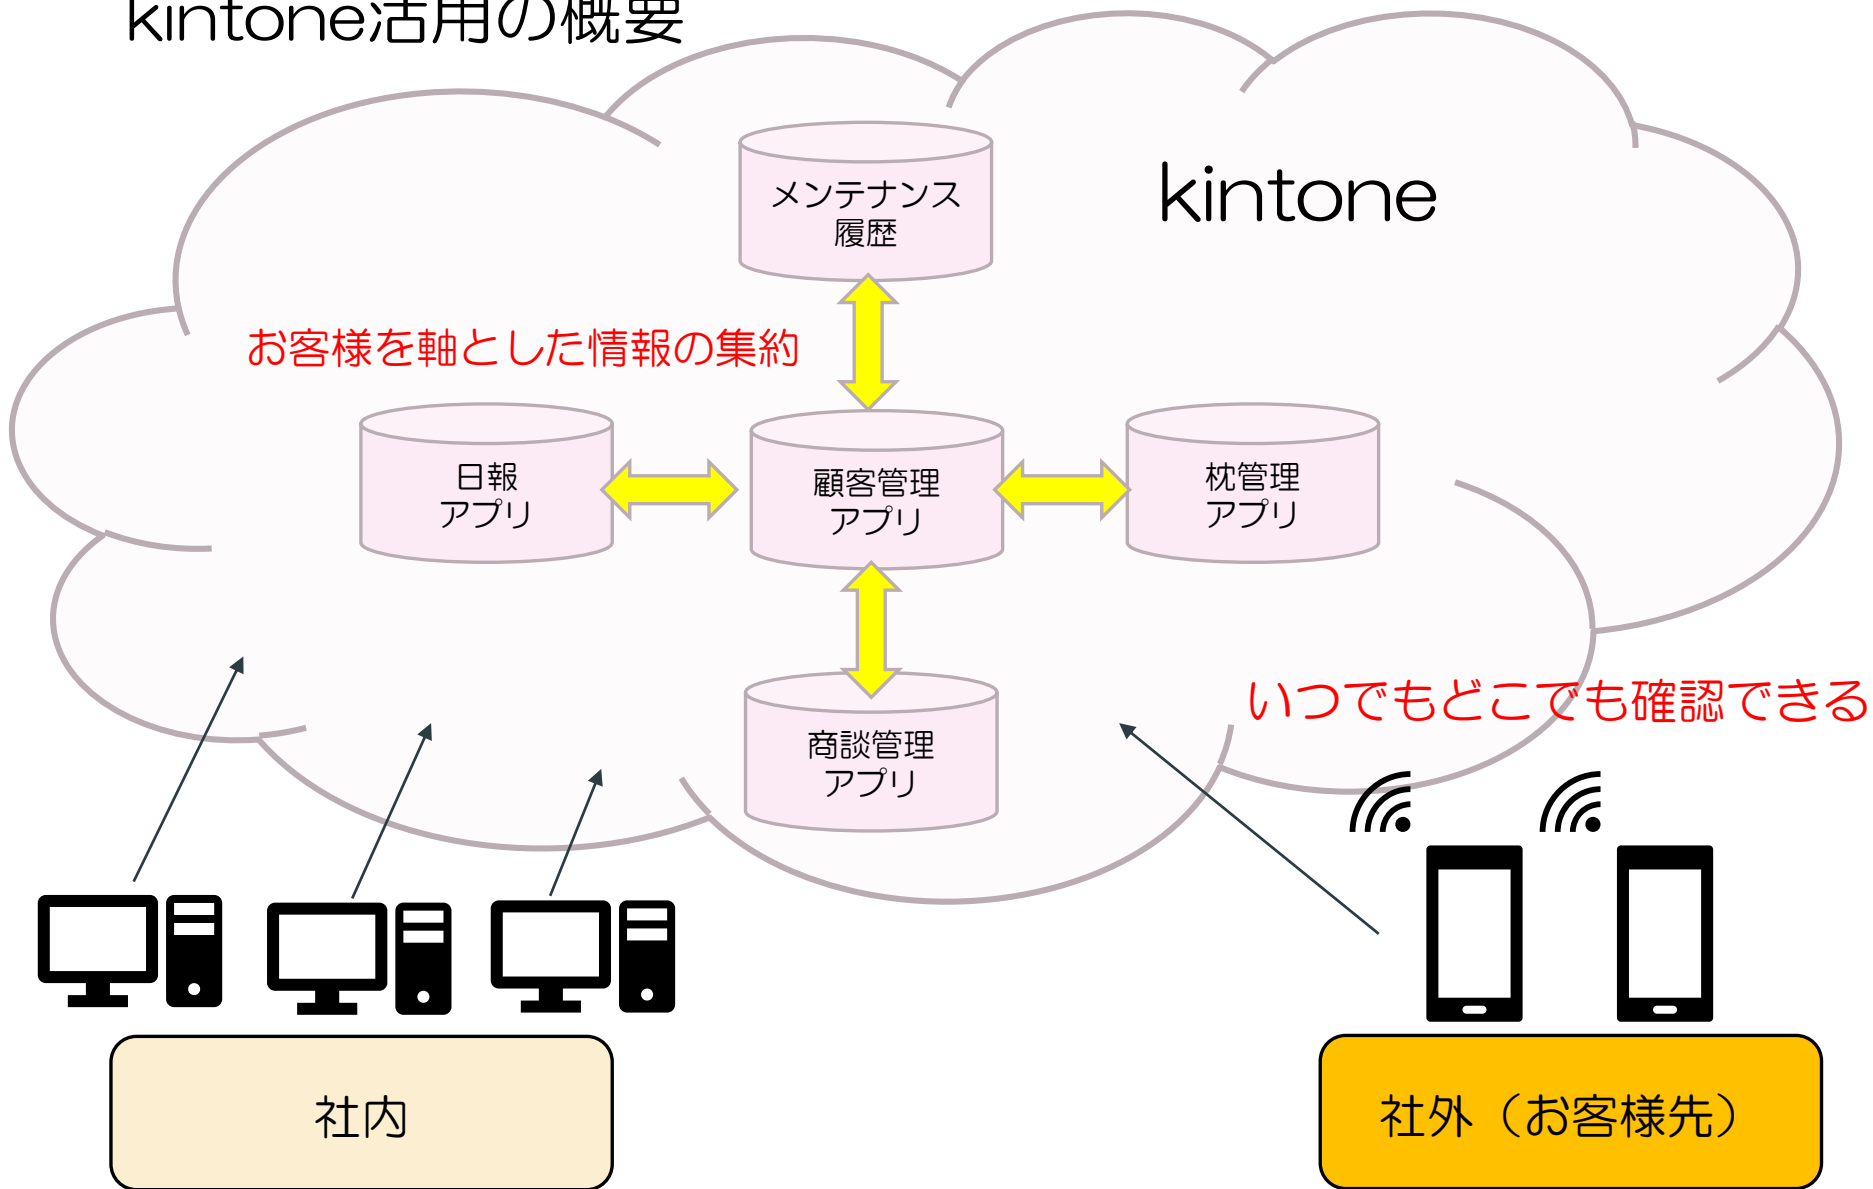 kintone活用の概要
kintone
メンテナンス
履歴
お客様を軸とした情報の集約
日報
アプリ
顧客管理
アプリ
枕管理
アプリ
商談管理
アプリ
いつでもどこでも確認できる
社内
社外（お客様先）